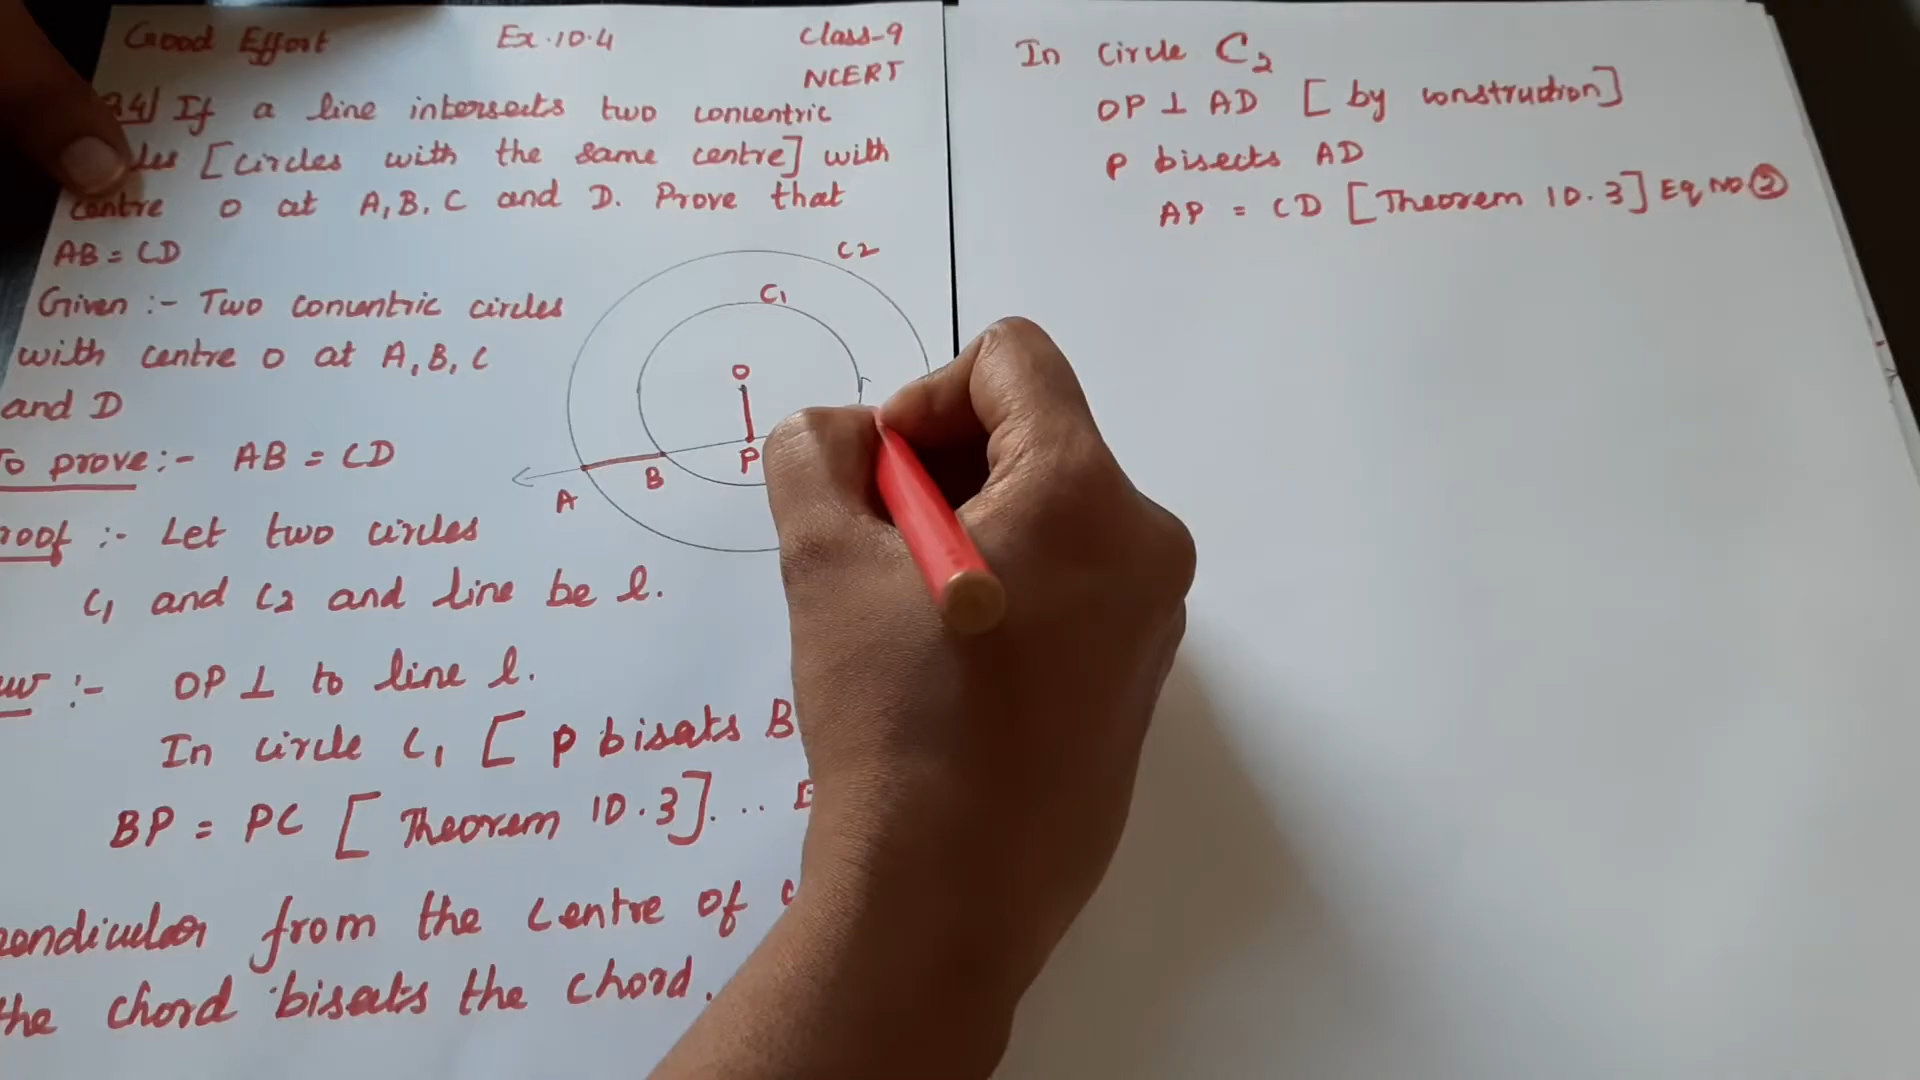 Good Effort Ex.10.4 Class-9
NCERT
If a line intersects two concentric
[circles with the same centre] with
centre O at A, B, C and D. Prove that
AB = CD
Given :- Two concentric circles
with centre O at A, B, C
and D
To prove :- AB = CD
roof :- Let two circles
C1 and C2 and line be l.
:- OP ⊥ to line l.
In circle C1 [ P bisects B
BP = PC [ Theorem 10.3]...
from the centre of
the chord bisects the chord.
C2
C1
O
P
B
A
In Circle C2
OP ⊥ AD [ by construction]
P bisects AD
AP = CD [Theorem 10.3] Eq NO 2